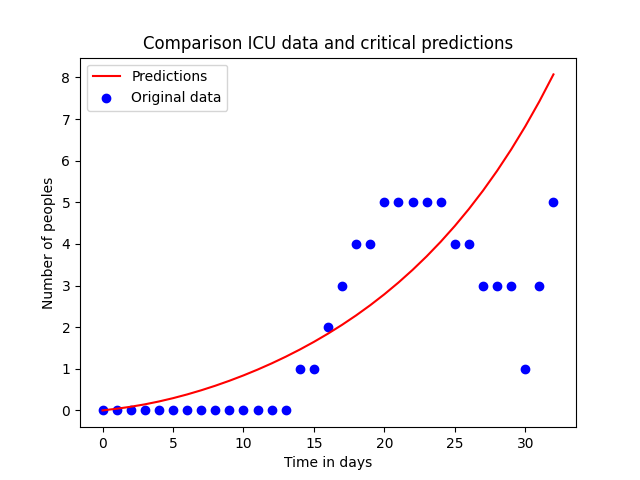 Comparison ICU data and critical predictions
Predictions
Original data
8
7
6
5
4
3
2
1
0
Number of peoples
0 5 10 15 20 25 30
Time in days